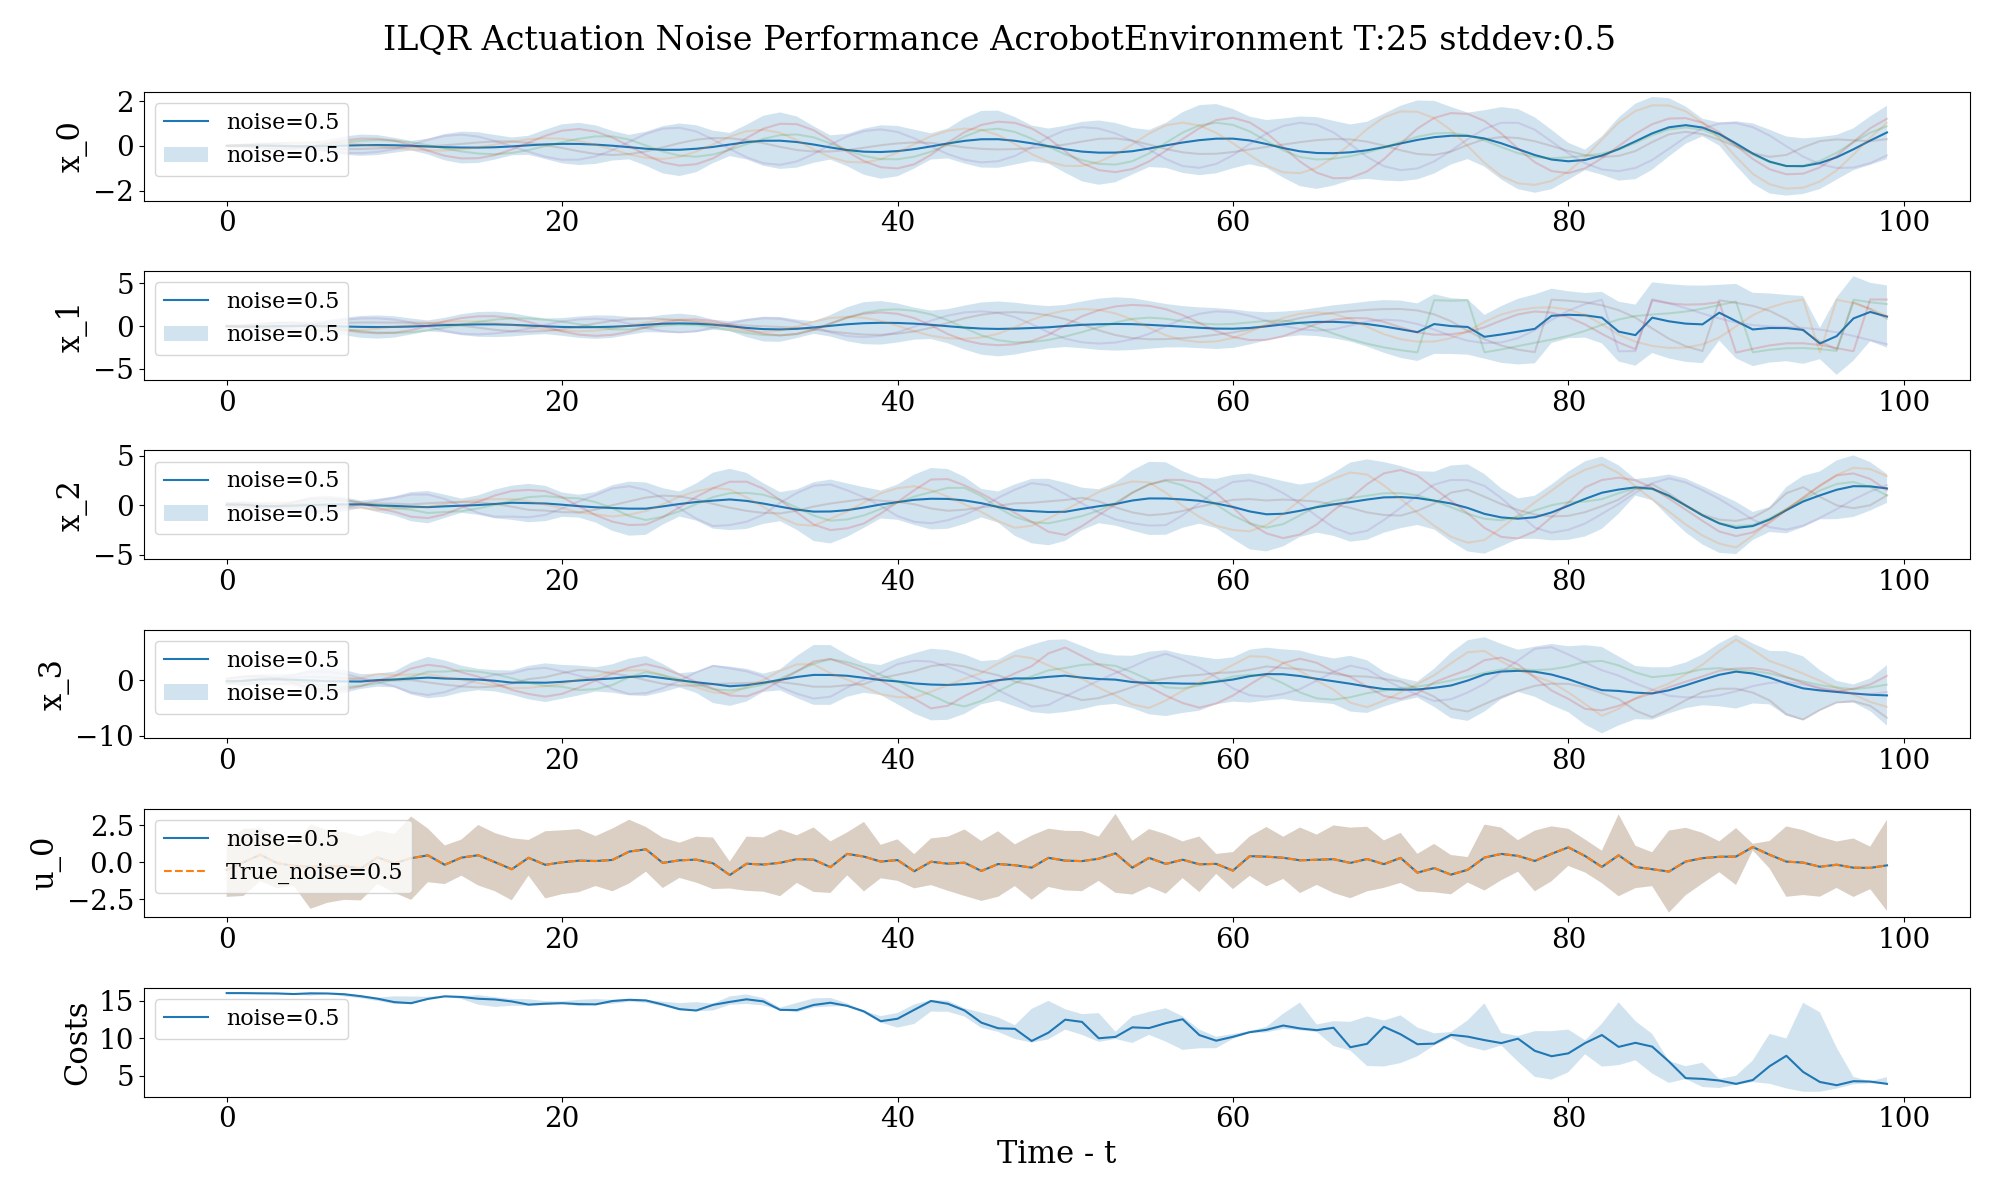 ILQR Actuation Noise Performance AcrobotEnvironment T:25 stddev:0.5
x_0
2
0
−2
noise=0.5
noise=0.5
0 20 40 60 80 100
x_1
5
0
−5
noise=0.5
noise=0.5
0 20 40 60 80 100
x_2
5
0
−5
noise=0.5
noise=0.5
0 20 40 60 80 100
x_3
0
−10
noise=0.5
noise=0.5
0 20 40 60 80 100
u_0
2.5
0.0
−2.5
noise=0.5
True_noise=0.5
0 20 40 60 80 100
Costs
15
10
5
noise=0.5
0 20 40 60 80 100
Time - t